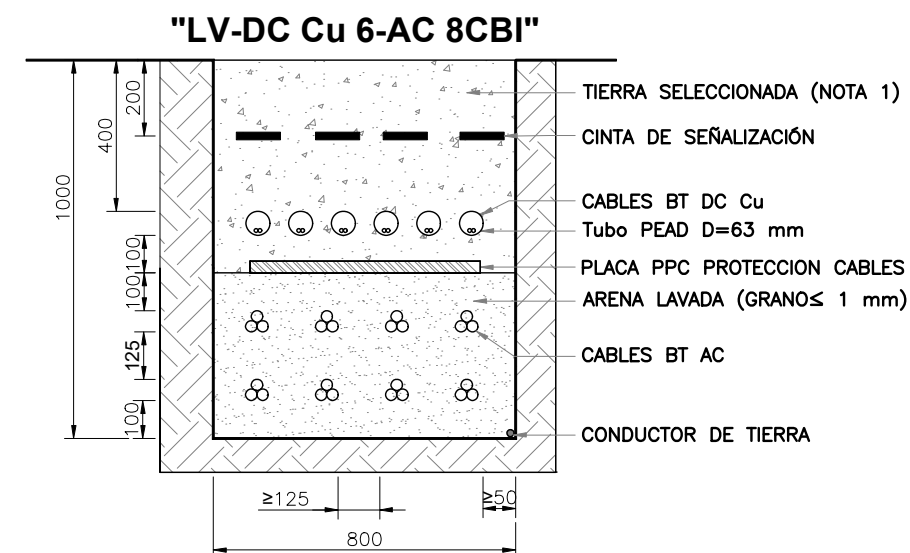 "LV-DC Cu 6-AC 8CBI"
TIERRA SELECCIONADA (NOTA 1)
CINTA DE SEÑALIZACIÓN
CABLES BT DC Cu
Tubo PEAD D=63 mm
PLACA PPC PROTECCION CABLES
ARENA LAVADA (GRANO≤ 1 mm)
CABLES BT AC
CONDUCTOR DE TIERRA
1000
400
200
100
100
125
100
≥125
≥50
800